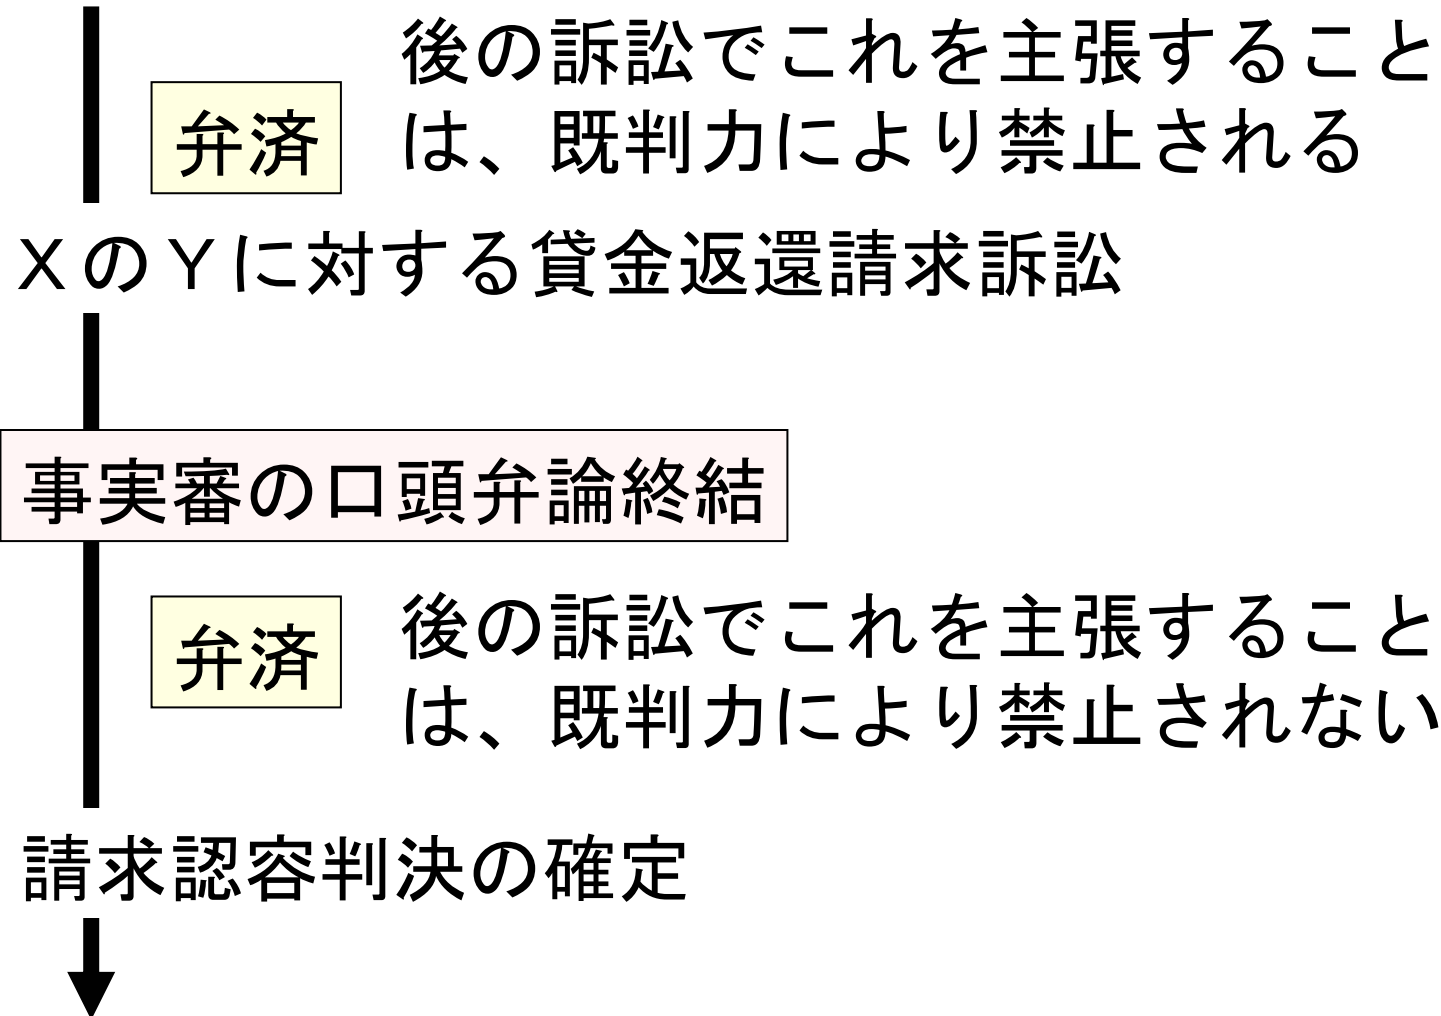 後の訴訟でこれを主張すること
弁済
は、既判力により禁止される
XのYに対する貸金返還請求訴訟
事実審の口頭弁論終結
後の訴訟でこれを主張すること
弁済
は、既判力により禁止されない
請求認容判決の確定